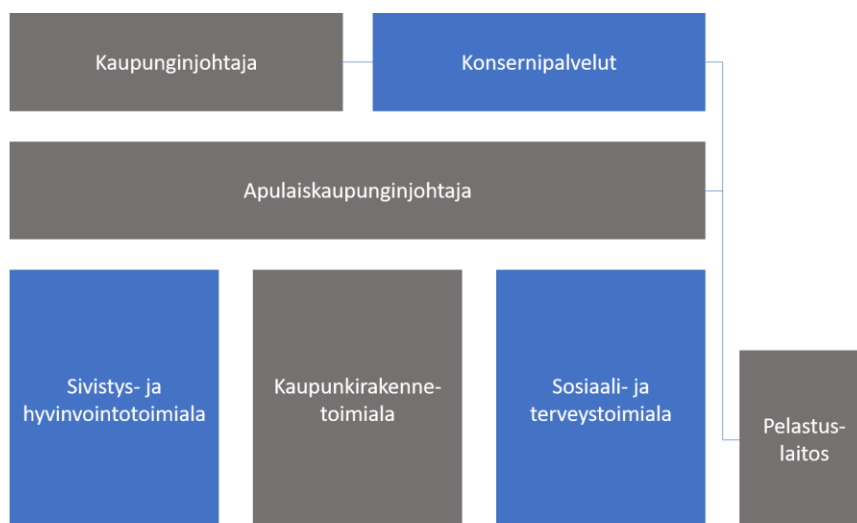 Kaupunginjohtaja
Konsernipalvelut
Apulaiskaupunginjohtaja
Sivistys- ja
hyvinvointotoimiala
Kaupunkirakenne-
toimiala
Sosiaali- ja
terveystoimiala
Pelastus-
laitos